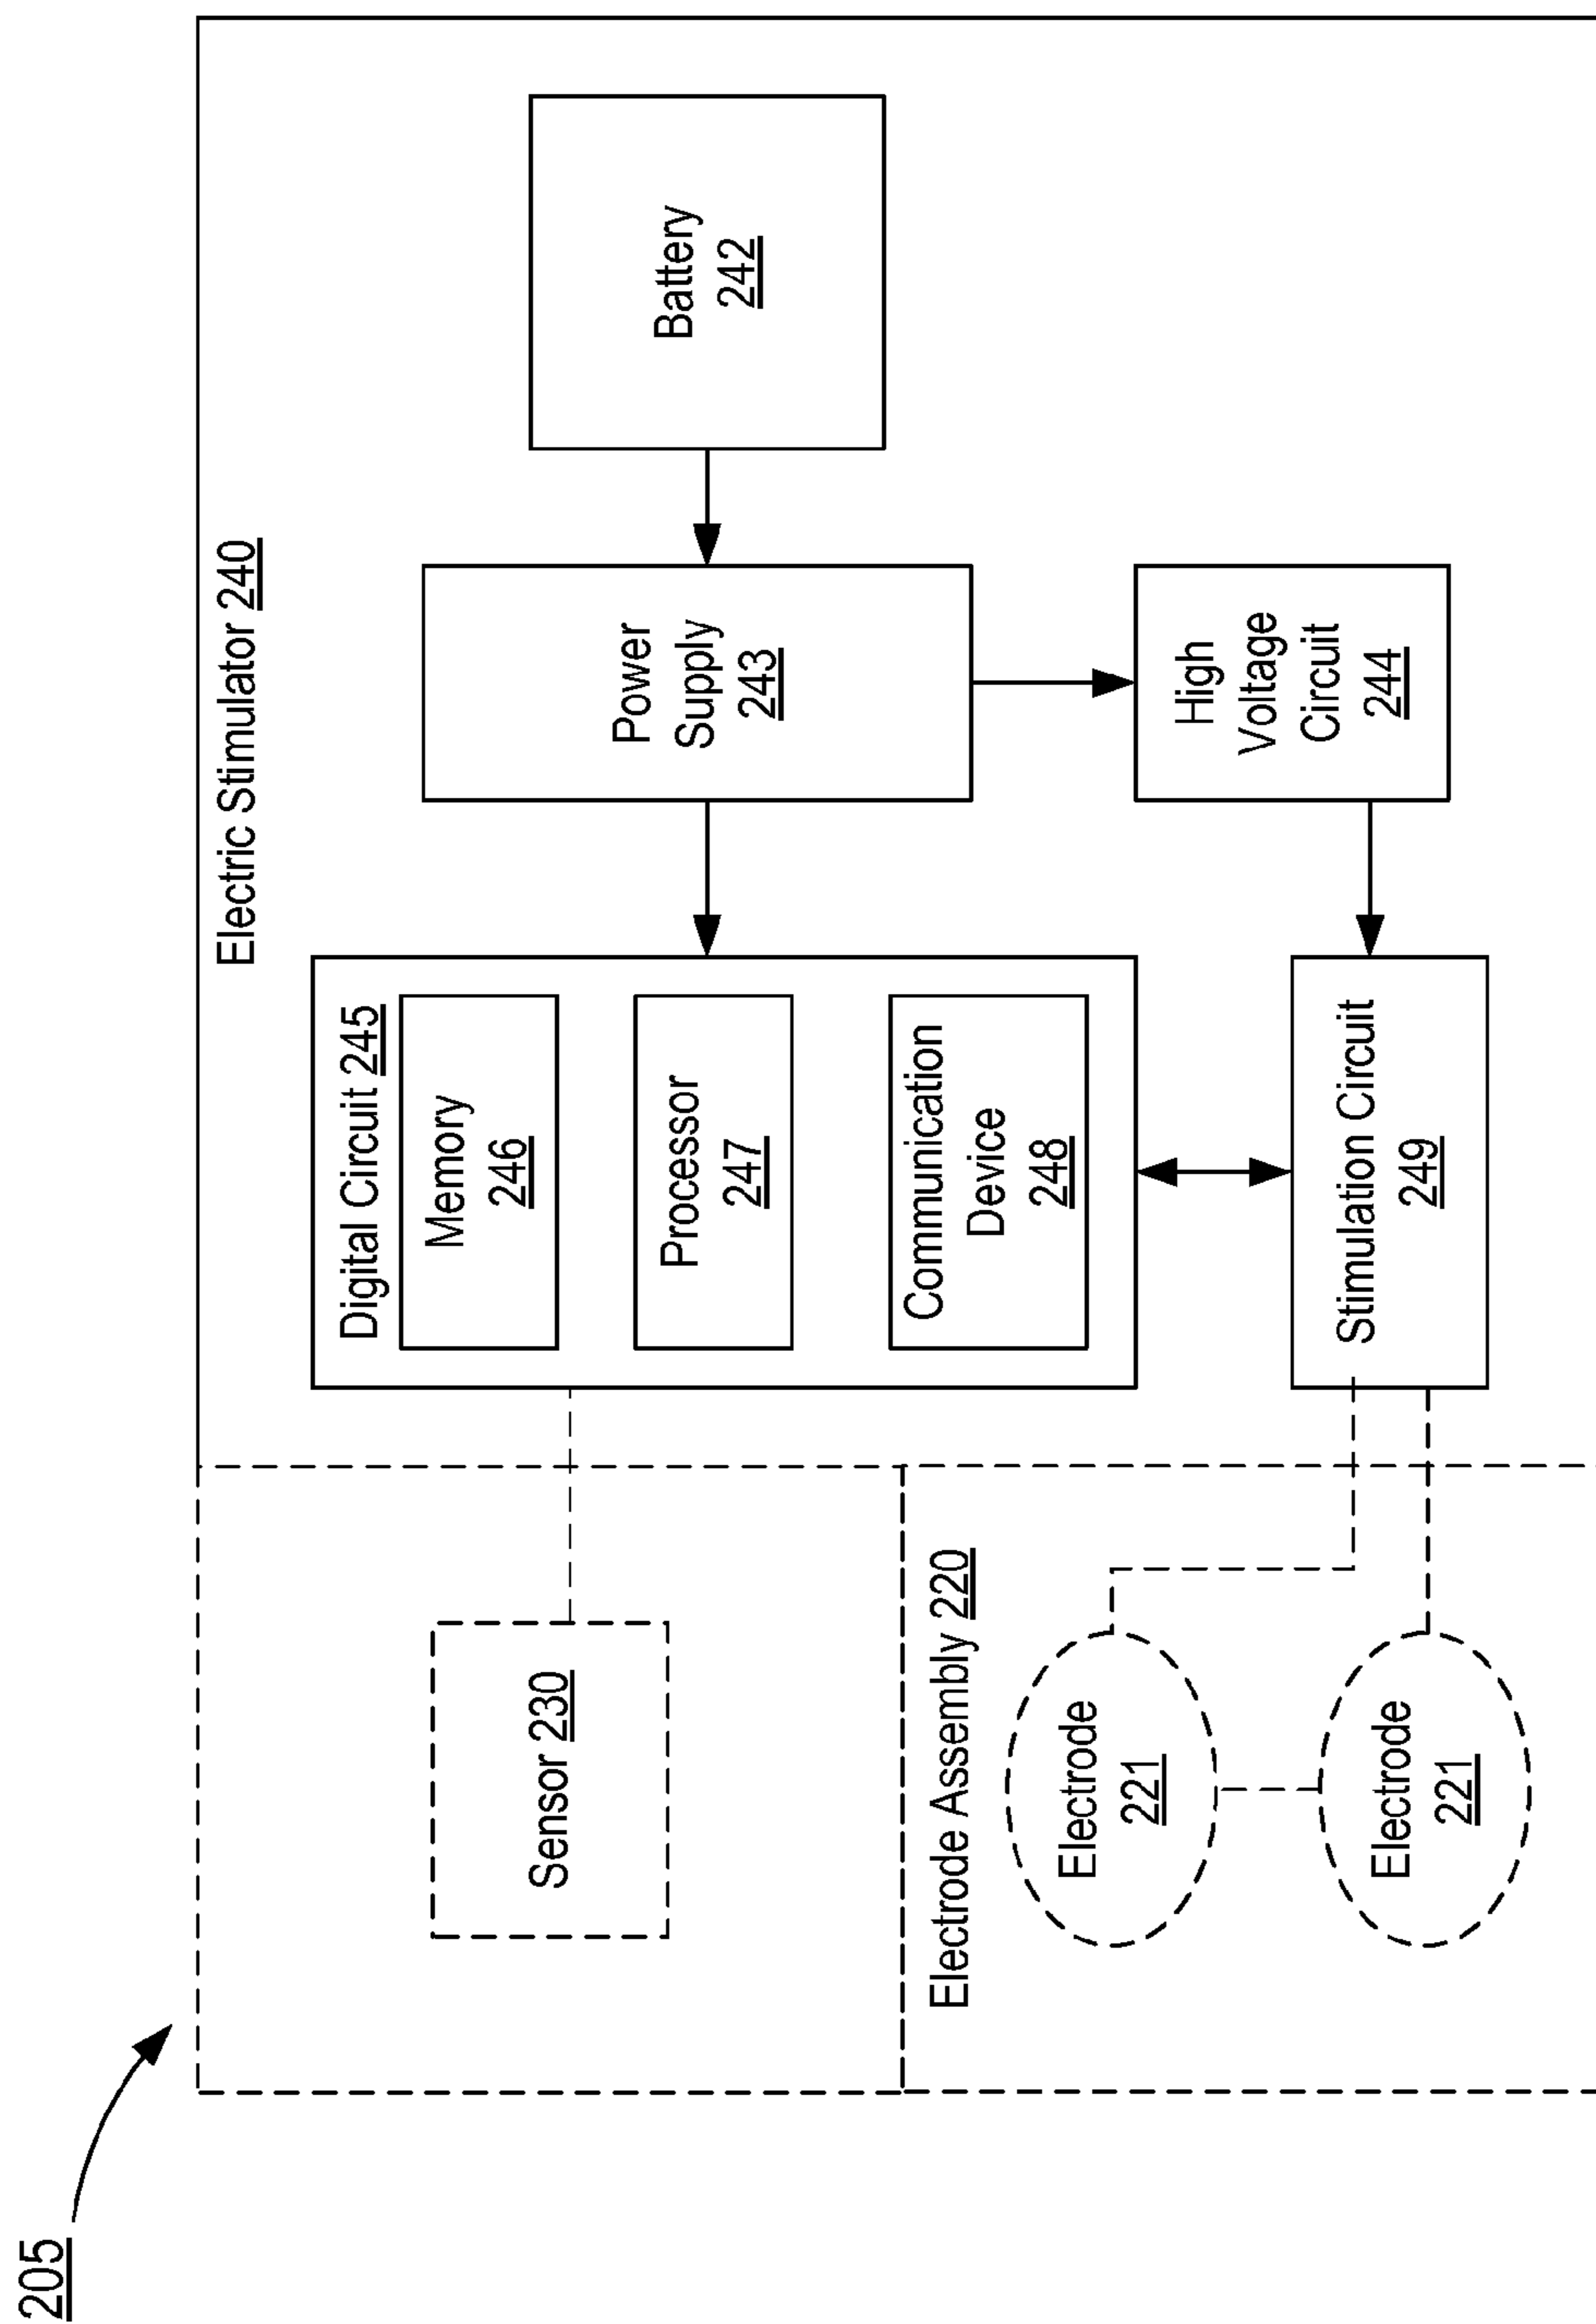 205
Electric Stimulator 240
Sensor 230
Digital Circuit 245
Memory
246
Processor
247
Communication
Device
248
Power
Supply
243
Battery
242
Electrode Assembly 220
Electrode
221
Electrode
221
Stimulation Circuit
249
High
Voltage
Circuit
244